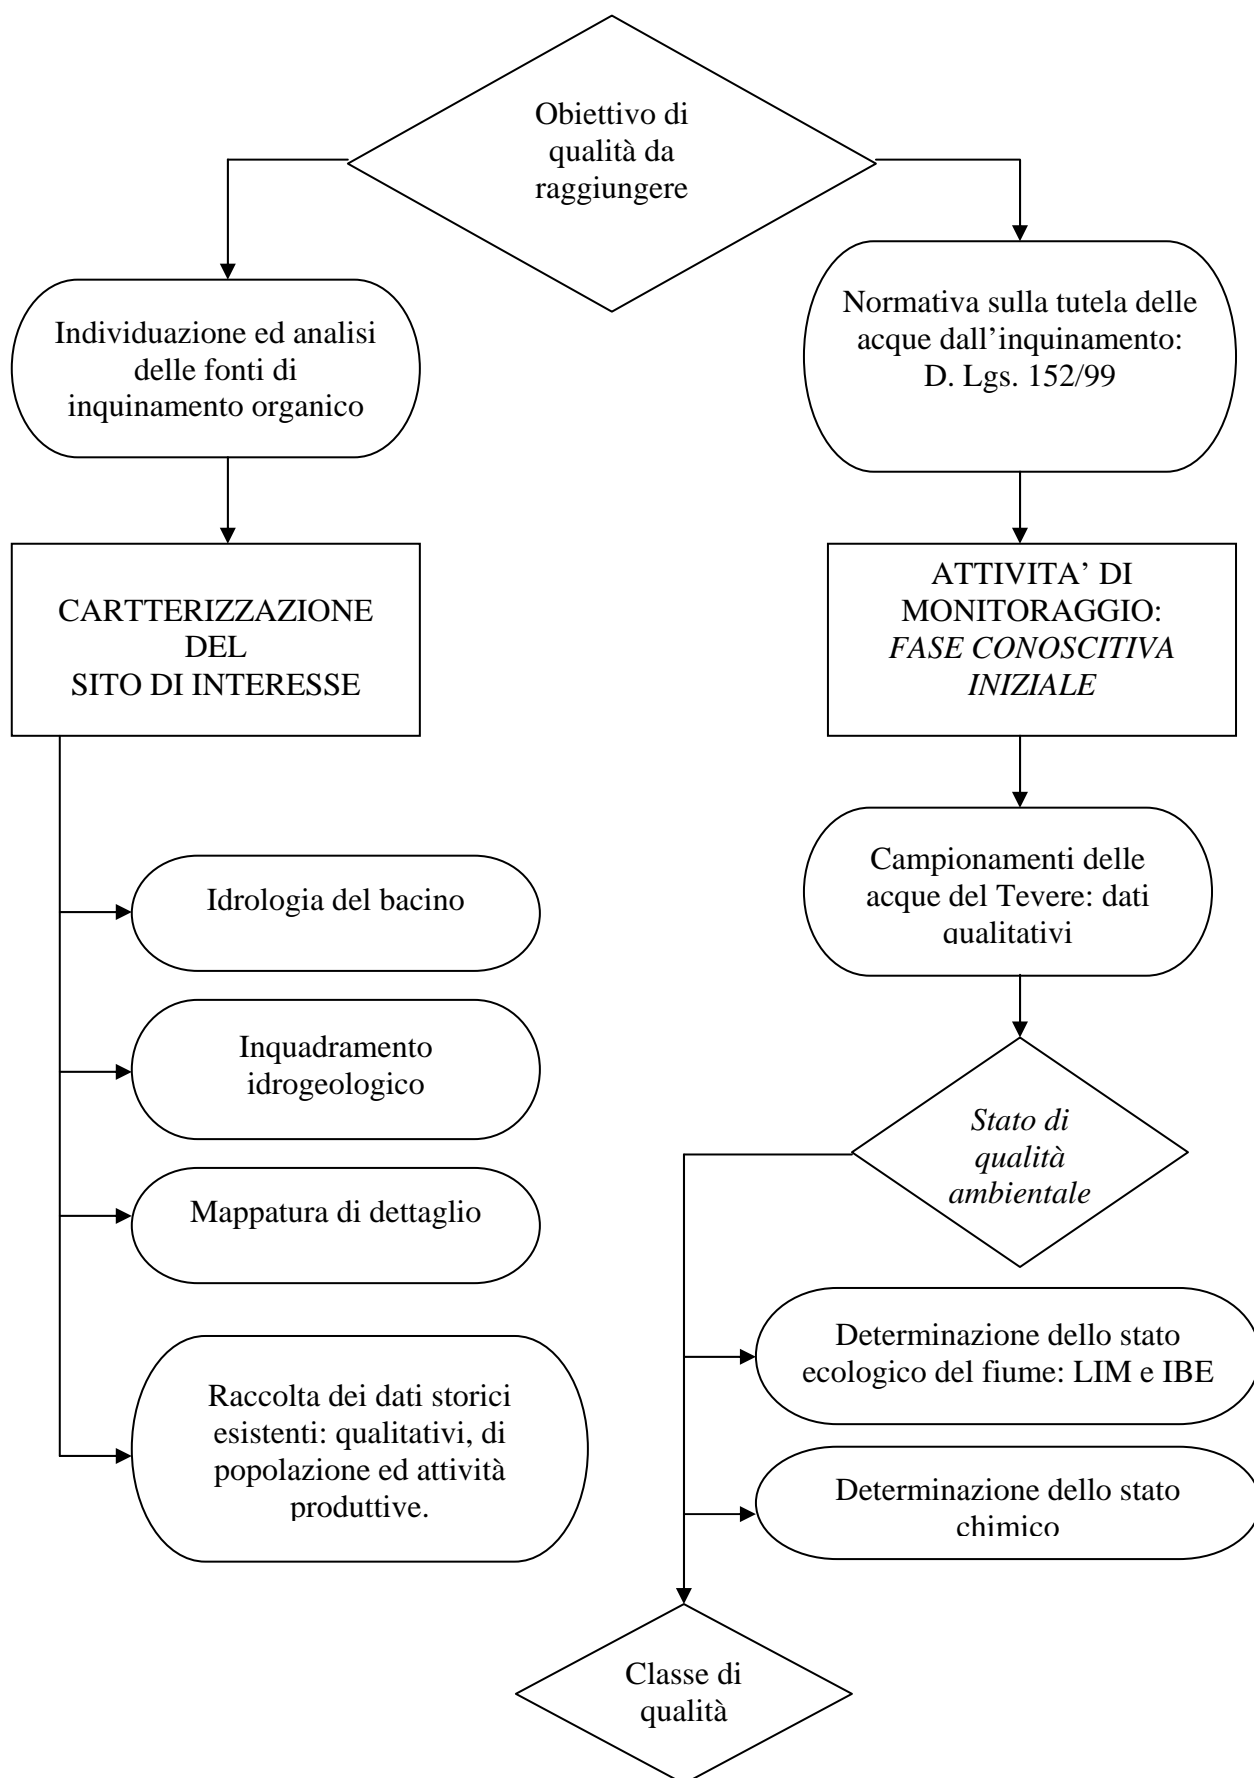 Obiettivo di
qualità da
raggiungere
Individuazione ed analisi
delle fonti di
inquinamento organico
Normativa sulla tutela delle
acque dall’inquinamento:
D. Lgs. 152/99
CARTTERIZZAZIONE
DEL
SITO DI INTERESSE
ATTIVITA’ DI
MONITORAGGIO:
FASE CONOSCITIVA
INIZIALE
Idrologia del bacino
Inquadramento
idrogeologico
Mappatura di dettaglio
Raccolta dei dati storici
esistenti: qualitativi, di
popolazione ed attività
produttive.
Campionamenti delle
acque del Tevere: dati
qualitativi
Stato di
qualità
ambientale
Determinazione dello stato
ecologico del fiume: LIM e IBE
Determinazione dello stato
chimico
Classe di
qualità